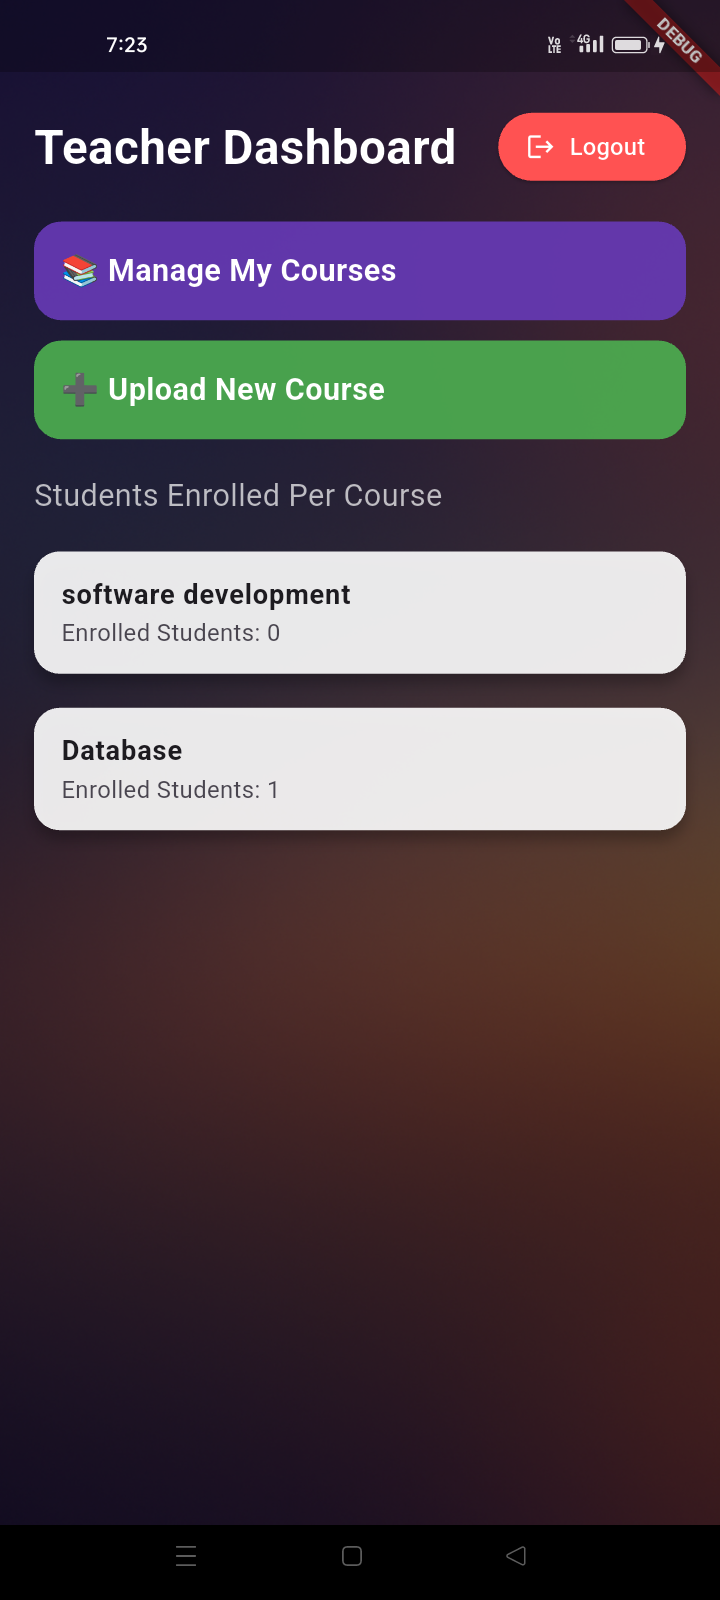 7:23
Vo LTE
4G
DEBUG
Teacher Dashboard
Logout
📚 Manage My Courses
➕ Upload New Course
Students Enrolled Per Course
software development
Enrolled Students: 0
Database
Enrolled Students: 1